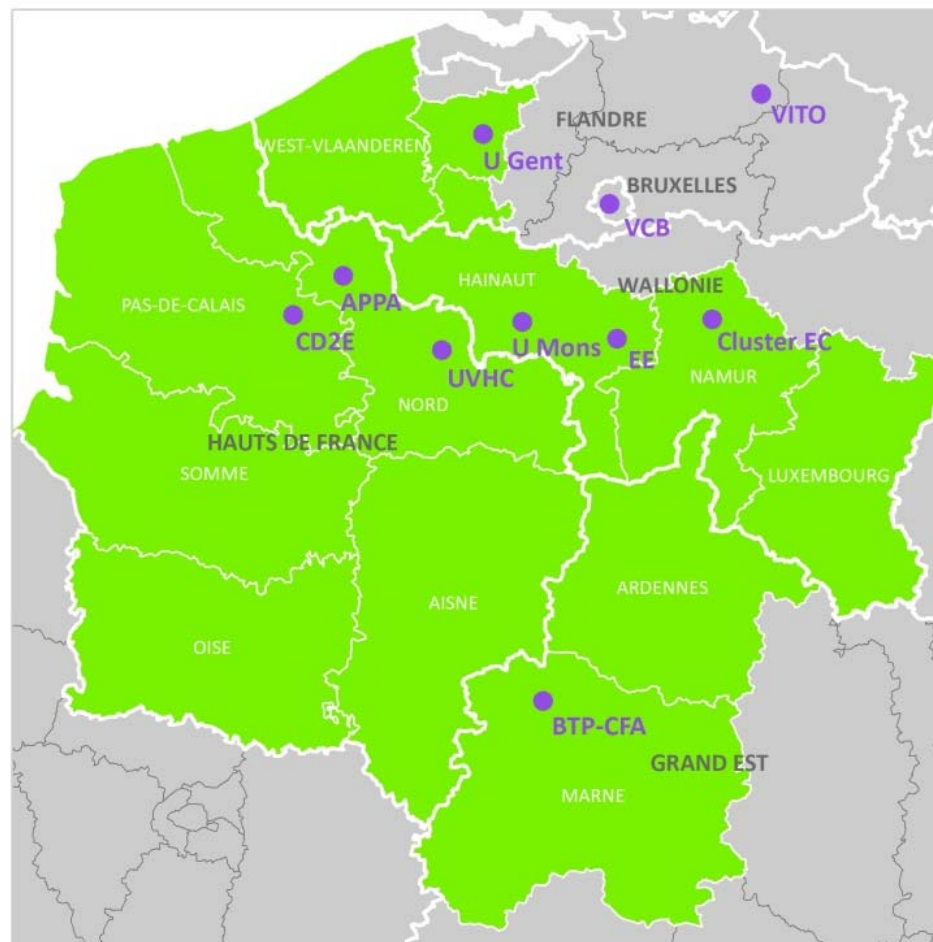 VITO
FLANDRE
WEST-VLAANDEREN
U Gent
BRUXELLES
VCB
HAINAUT
WALLONIE
APPA
PAS-DE-CALAIS
CD2E
U Mons
EE
Cluster EC
UVHC
NAMUR
NORD
HAUTS DE FRANCE
SOMME
LUXEMBOURG
ARDENNES
AISNE
OISE
BTP-CFA
GRAND EST
MARNE